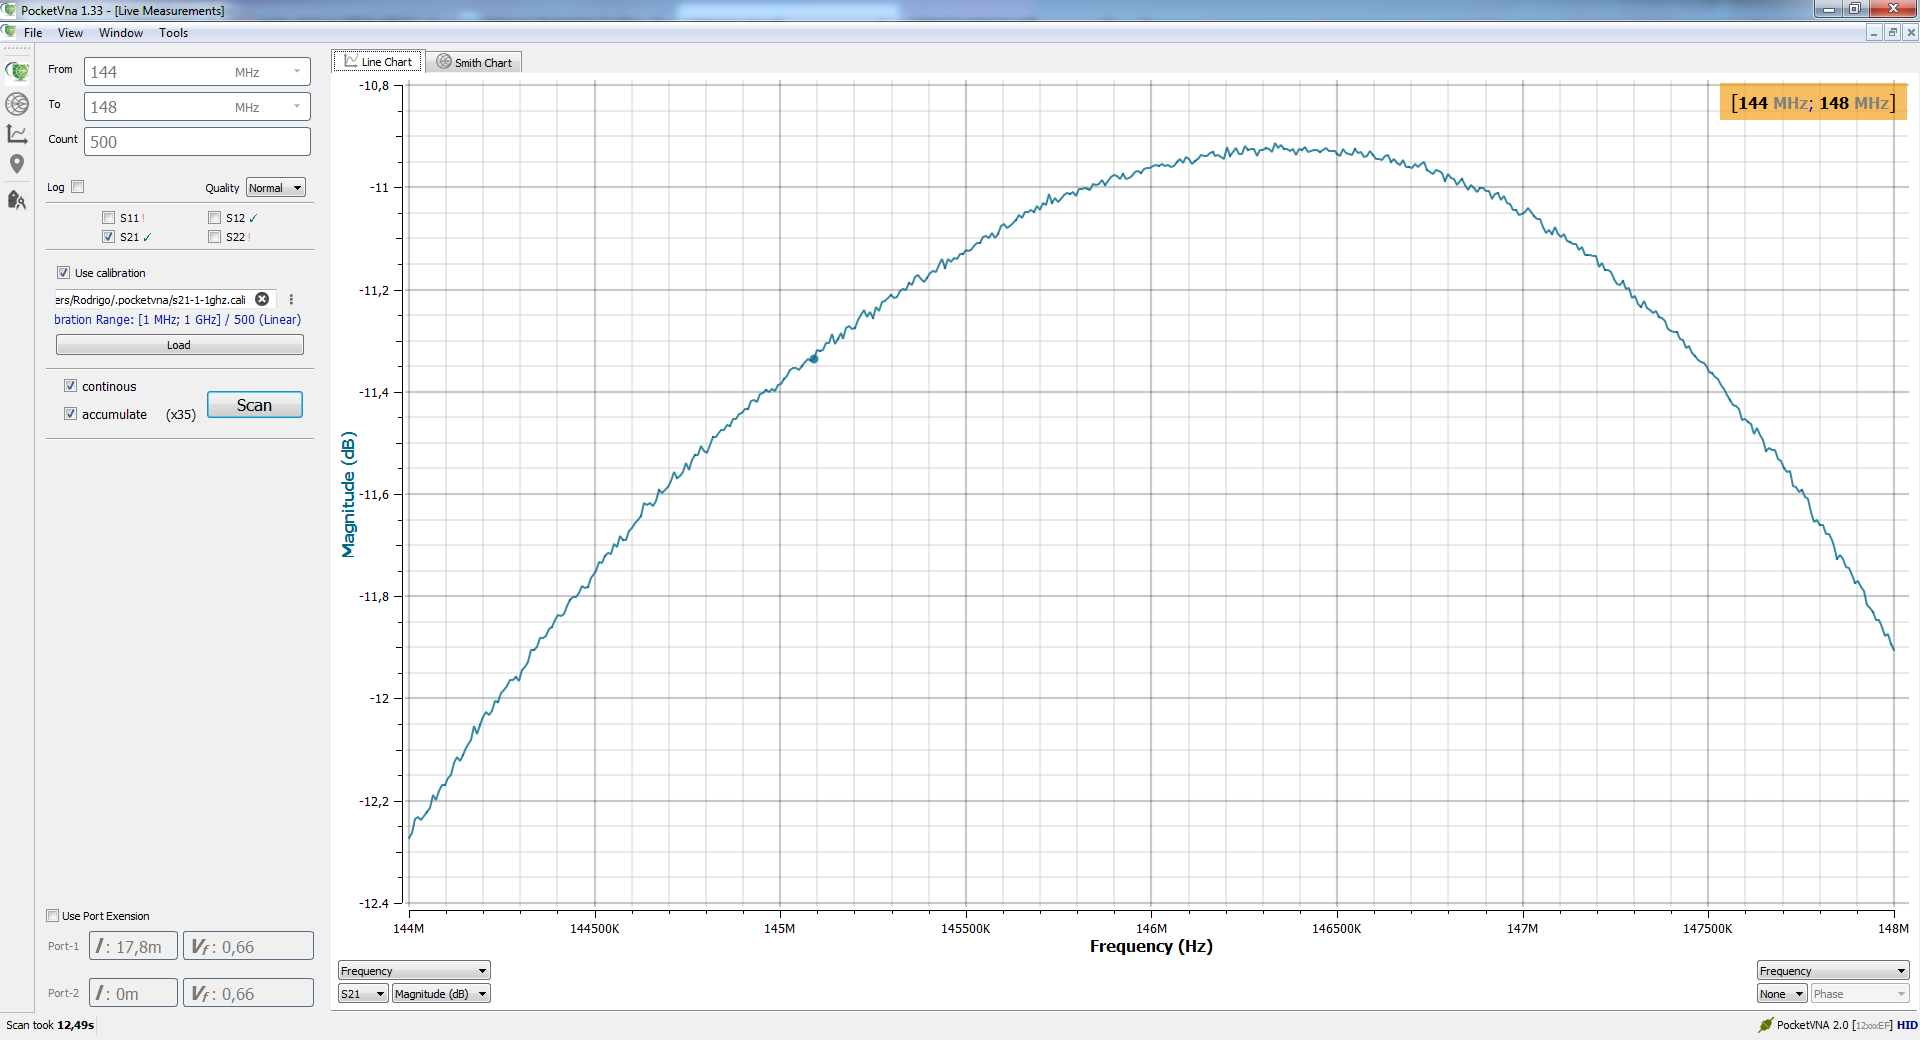 PocketVna 1.33 - [Live Measurements]
File View Window Tools
From 144 MHz
To 148 MHz
Count 500
Log Quality Normal
S11 ! S12 ✓
S21 ✓ S22 !
Use calibration
ers/Rodrigo/.pocketvna/s21-1-1ghz.cali
bration Range: [1 MHz; 1 GHz] / 500 (Linear)
Load
continous
accumulate (x35) Scan
Use Port Exension
Port-1 l : 17,8m Vf : 0,66
Port-2 l : 0m Vf : 0,66
Scan took 12,49s
Line Chart Smith Chart
[144 MHz; 148 MHz]
Magnitude (dB)
-10,8
-11
-11,2
-11,4
-11,6
-11,8
-12
-12,2
-12.4
144M 144500K 145M 145500K 146M 146500K 147M 147500K 148M
Frequency (Hz)
Frequency Frequency
S21 Magnitude (dB) None Phase
PocketVNA 2.0 [12xxxEF] HID